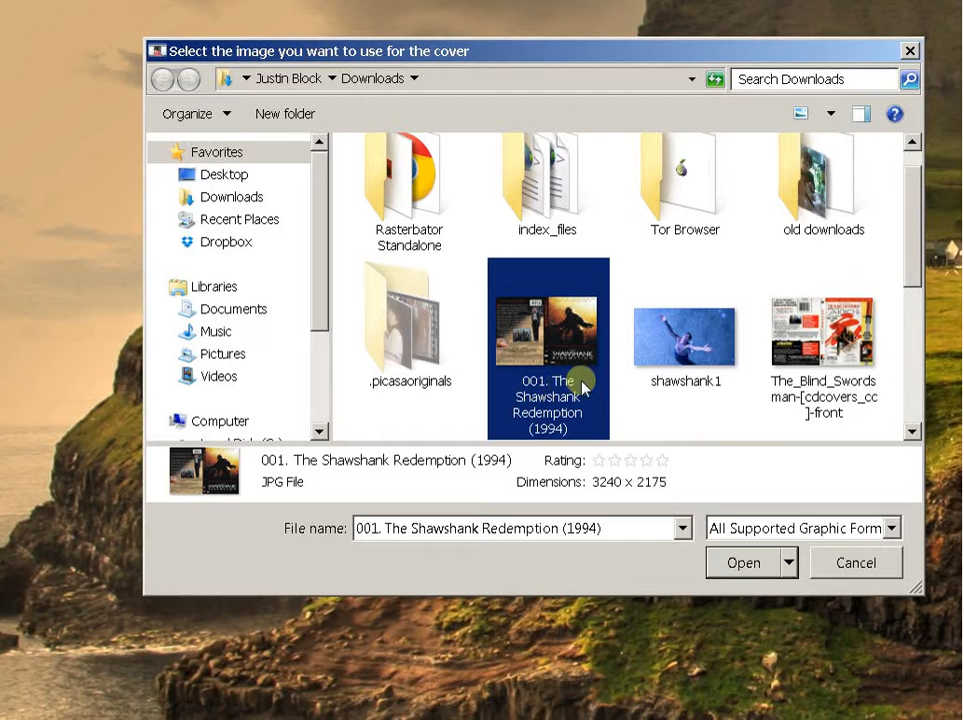 Select the image you want to use for the cover
Justin Block
Downloads
Search Downloads
Organize
New folder
Favorites
Desktop
Downloads
Recent Places
Dropbox
Libraries
Documents
Music
Pictures
Videos
Computer
Rasterbator
Standalone
index_files
Tor Browser
old downloads
.picasaoriginals
001. The
Shawshank
Redemption
(1994)
shawshank1
The_Blind_Swords
man-[cdcovers_cc
]-front
001. The Shawshank Redemption (1994)
Rating:
JPG File
Dimensions: 3240 x 2175
File name:
001. The Shawshank Redemption (1994)
All Supported Graphic Form
Open
Cancel